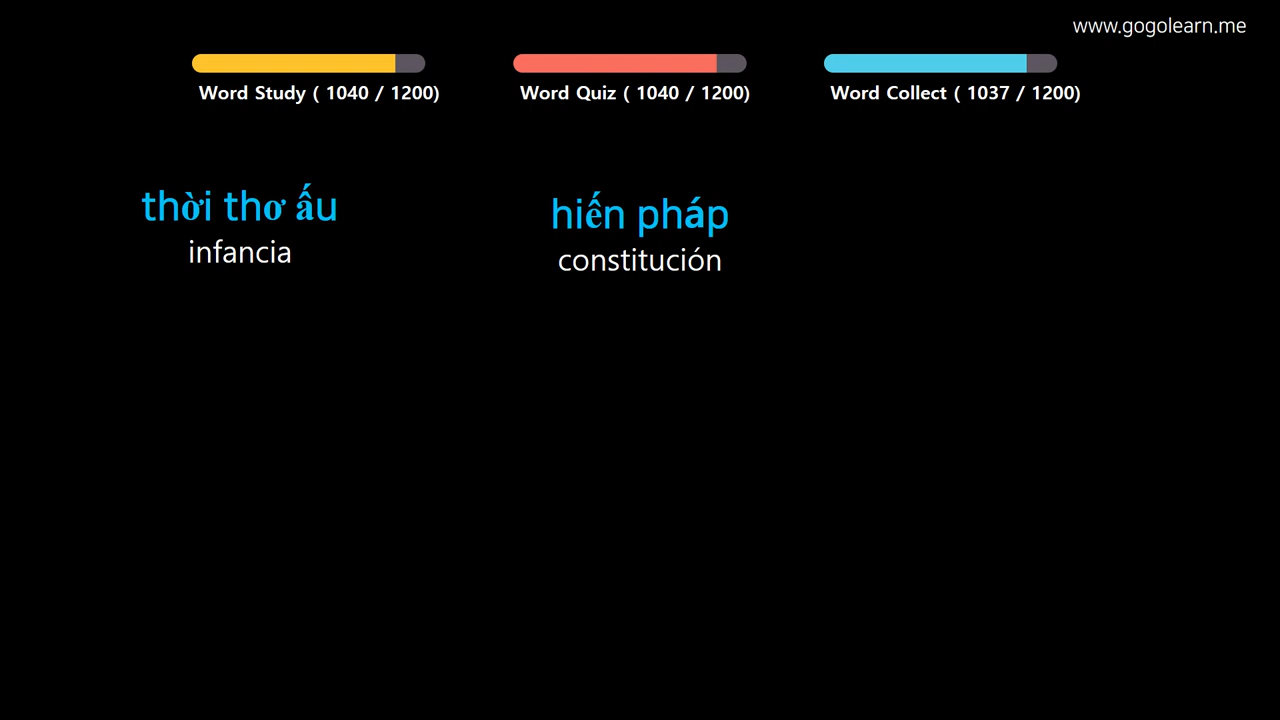 www.gogolearn.me
Word Study ( 1040 / 1200)
Word Quiz ( 1040 / 1200)
Word Collect ( 1037 / 1200)
thời thơ ấu
infancia
hiến pháp
constitución